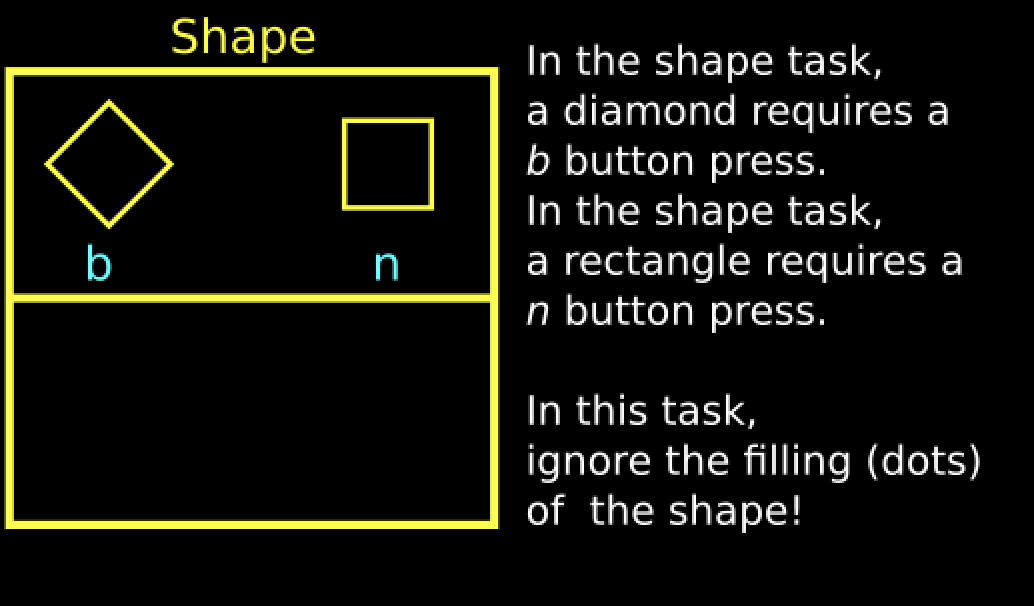 Shape
b
n
In the shape task,
a diamond requires a
b button press.
In the shape task,
a rectangle requires a
n button press.
In this task,
ignore the filling (dots)
of  the shape!